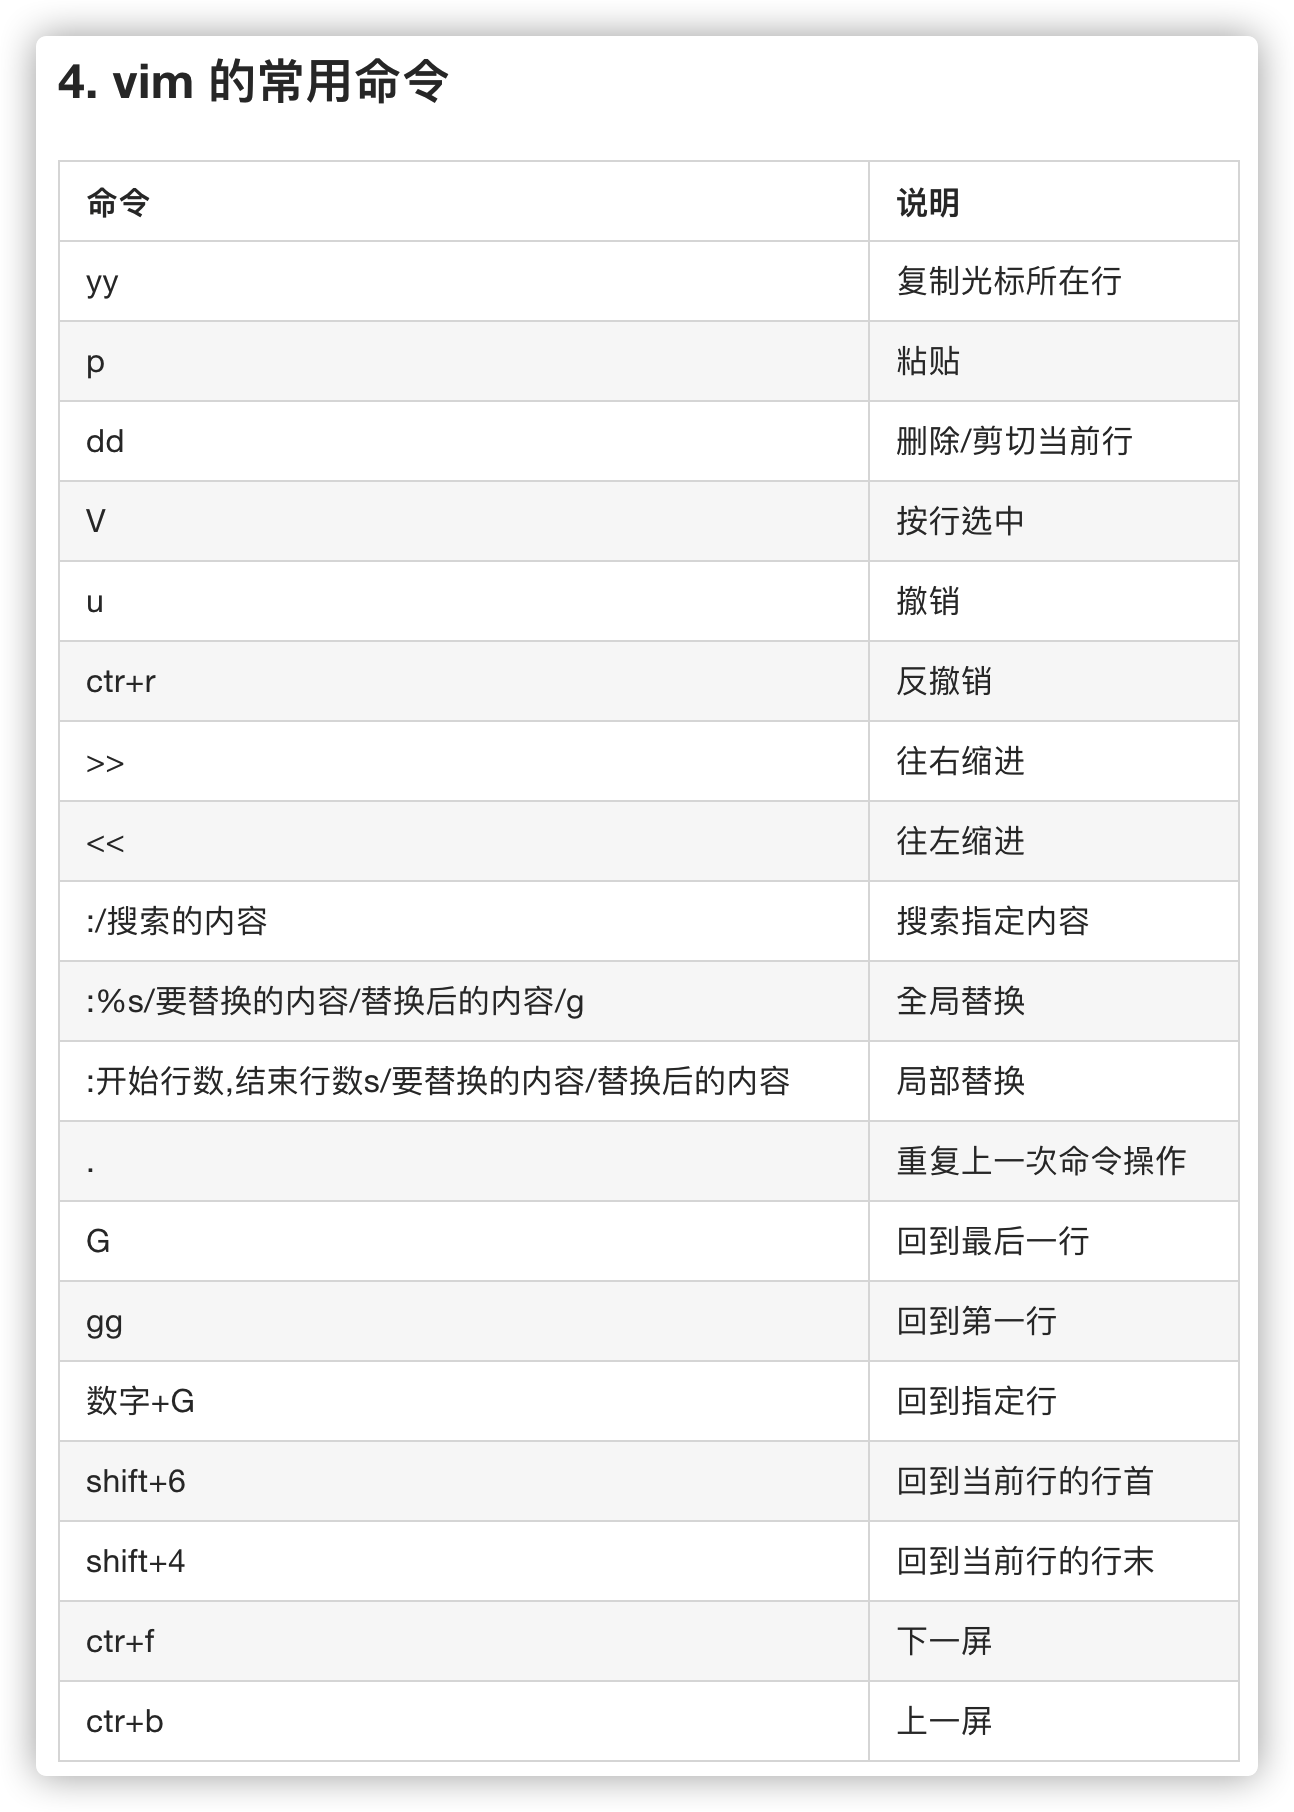 4. vim 的常用命令
命令 说明
yy 复制光标所在行
p 粘贴
dd 删除/剪切当前行
V 按行选中
u 撤销
ctr+r 反撤销
>> 往右缩进
<< 往左缩进
:/搜索的内容 搜索指定内容
:%s/要替换的内容/替换后的内容/g 全局替换
:开始行数,结束行数s/要替换的内容/替换后的内容 局部替换
. 重复上一次命令操作
G 回到最后一行
gg 回到第一行
数字+G 回到指定行
shift+6 回到当前行的行首
shift+4 回到当前行的行末
ctr+f 下一屏
ctr+b 上一屏